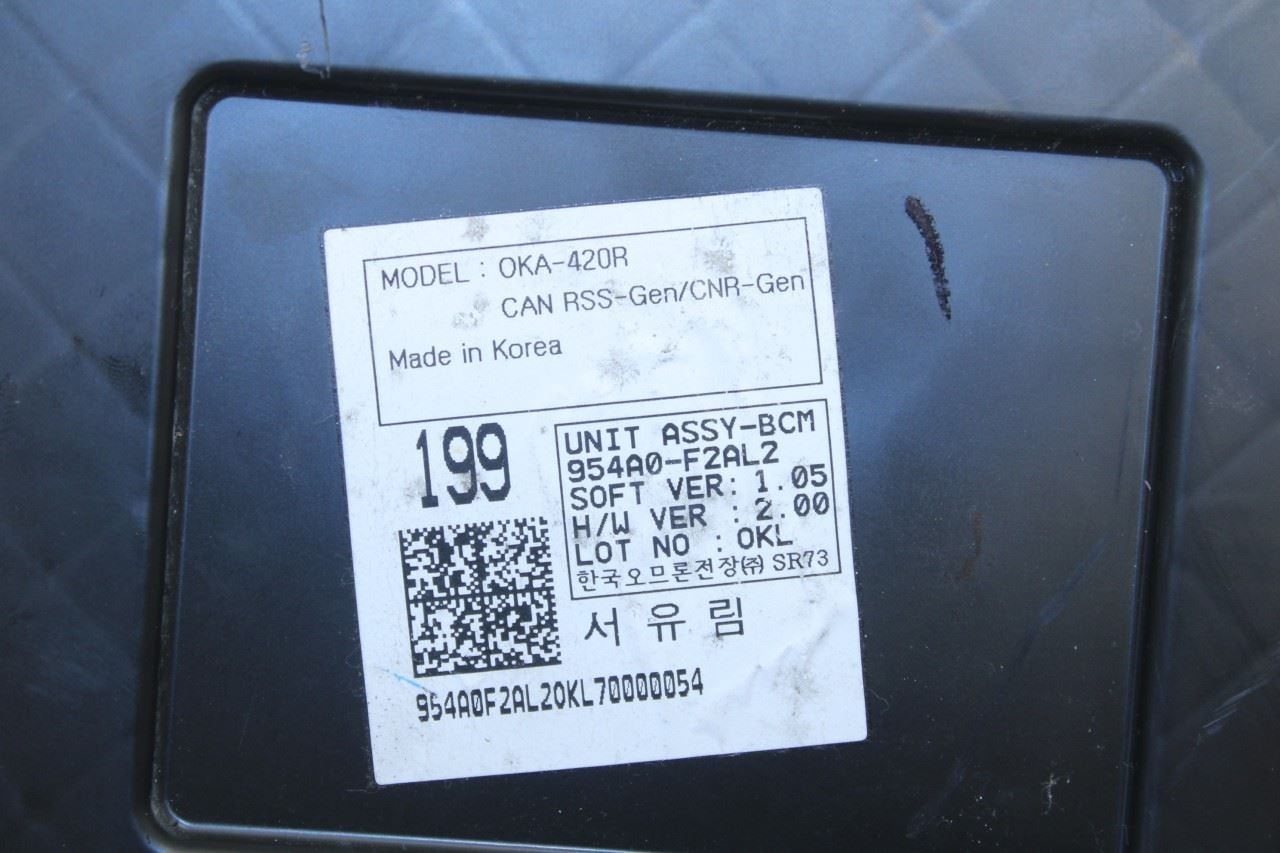 MODEL : OKA-420R
CAN RSS-Gen/CNR-Gen
Made in Korea
199
UNIT ASSY-BCM
954A0-F2AL2
SOFT VER: 1.05
H/W VER : 2.00
LOT NO : OKL
한국오므론전장㈜ SR73
서유림
954A0F2AL2OKL70000054